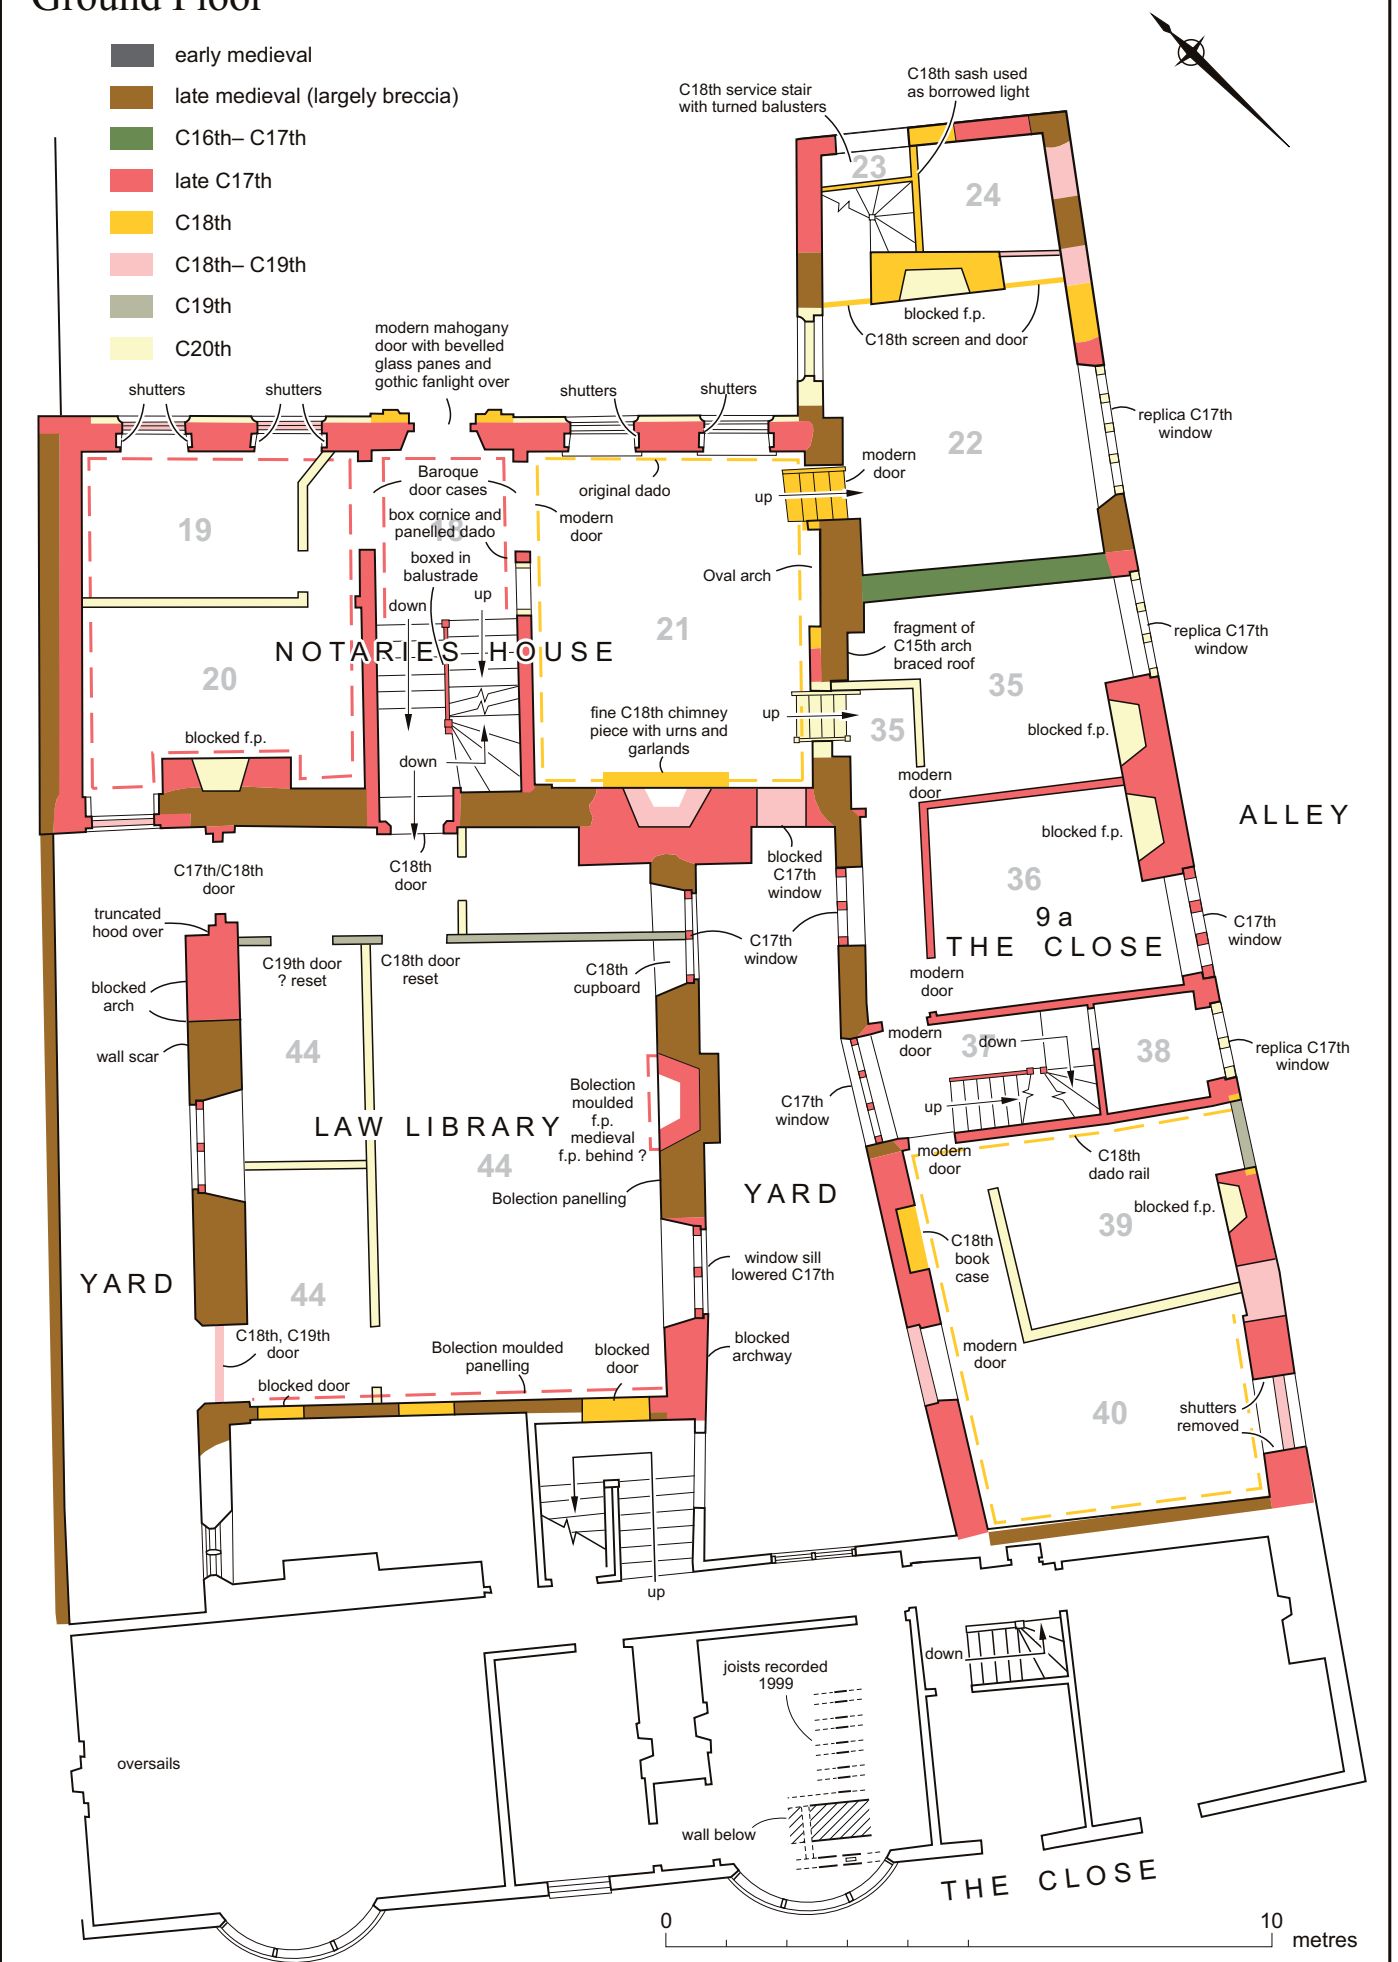 Ground Floor
early medieval
late medieval (largely breccia)
C16th– C17th
late C17th
C18th
C18th– C19th
C19th
C20th
C18th service stair
with turned balusters
C18th sash used
as borrowed light
23
24
blocked f.p.
C18th screen and door
modern mahogany
door with bevelled
glass panes and
gothic fanlight over
shutters
shutters
shutters
shutters
replica C17th
window
22
modern
door
up
Baroque
door cases
original dado
19
18
box cornice and
panelled dado
modern
door
boxed in
balustrade
down
up
Oval arch
21
fragment of
C15th arch
braced roof
replica C17th
window
NOTARIES HOUSE
20
35
35
up
fine C18th chimney
piece with urns and
garlands
blocked f.p.
blocked f.p.
down
modern
door
ALLEY
blocked f.p.
C17th/C18th
door
C18th
door
blocked
C17th
window
36
9a
THE CLOSE
truncated
hood over
C17th
window
C17th
window
C19th door
? reset
C18th door
reset
C18th
cupboard
modern
door
blocked
arch
wall scar
44
modern
door
37
down
38
replica C17th
window
Bolection
moulded
f.p.
medieval
f.p. behind ?
C17th
window
up
LAW LIBRARY
44
modern
door
C18th
dado rail
Bolection panelling
YARD
39
blocked f.p.
C18th
book
case
window sill
lowered C17th
YARD
44
C18th, C19th
door
Bolection moulded
panelling
blocked
door
blocked
archway
modern
door
blocked door
40
shutters
removed
up
down
joists recorded
1999
oversails
wall below
THE CLOSE
0
10
metres